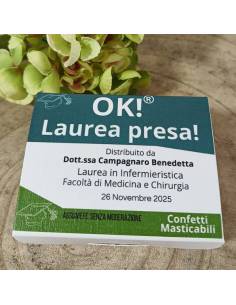 OK!®
Laurea presa!
Distribuito da
Dott.ssa Campagnaro Benedetta
Laurea in Infermieristica
Facoltà di Medicina e Chirurgia
26 Novembre 2025
ASSUMERE SENZA MODERAZIONE
Confetti
Masticabili